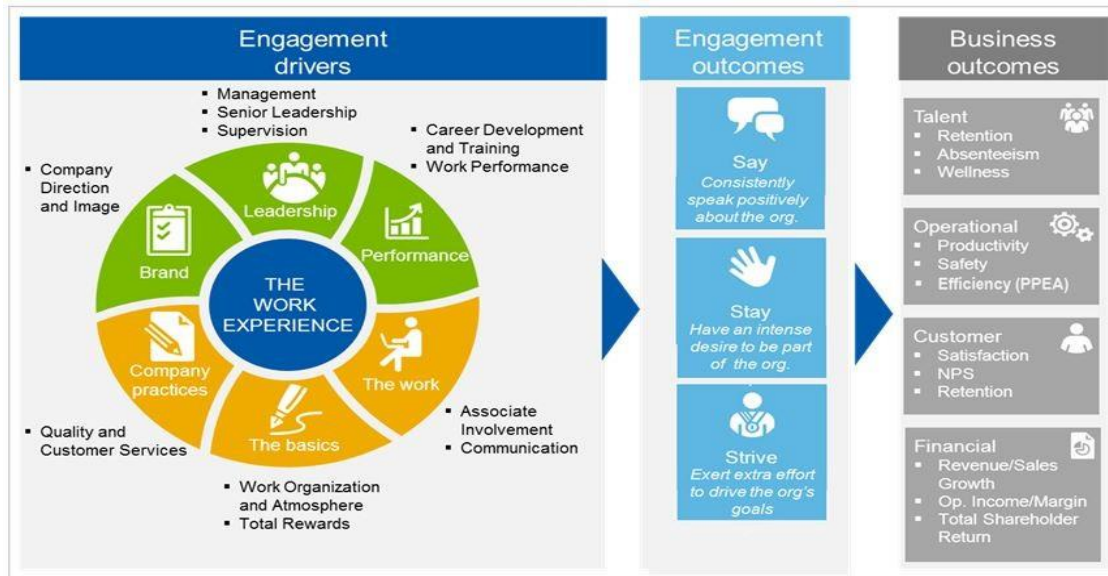 Engagement
drivers
▪ Management
▪ Senior Leadership
▪ Supervision
▪ Career Development
and Training
▪ Work Performance
▪ Company
Direction
and Image
Leadership
Brand
Performance
THE
WORK
EXPERIENCE
Company
practices
The work
The basics
▪ Quality and
Customer Services
▪ Associate
Involvement
▪ Communication
▪ Work Organization
and Atmosphere
▪ Total Rewards
Engagement
outcomes
Say
Consistently
speak positively
about the org.
Stay
Have an intense
desire to be part
of the org.
Strive
Exert extra effort
to drive the org's
goals
Business
outcomes
Talent
▪ Retention
▪ Absenteeism
▪ Wellness
Operational
▪ Productivity
▪ Safety
▪ Efficiency (PPEA)
Customer
▪ Satisfaction
▪ NPS
▪ Retention
Financial
▪ Revenue/Sales
Growth
▪ Op. Income/Margin
▪ Total Shareholder
Return